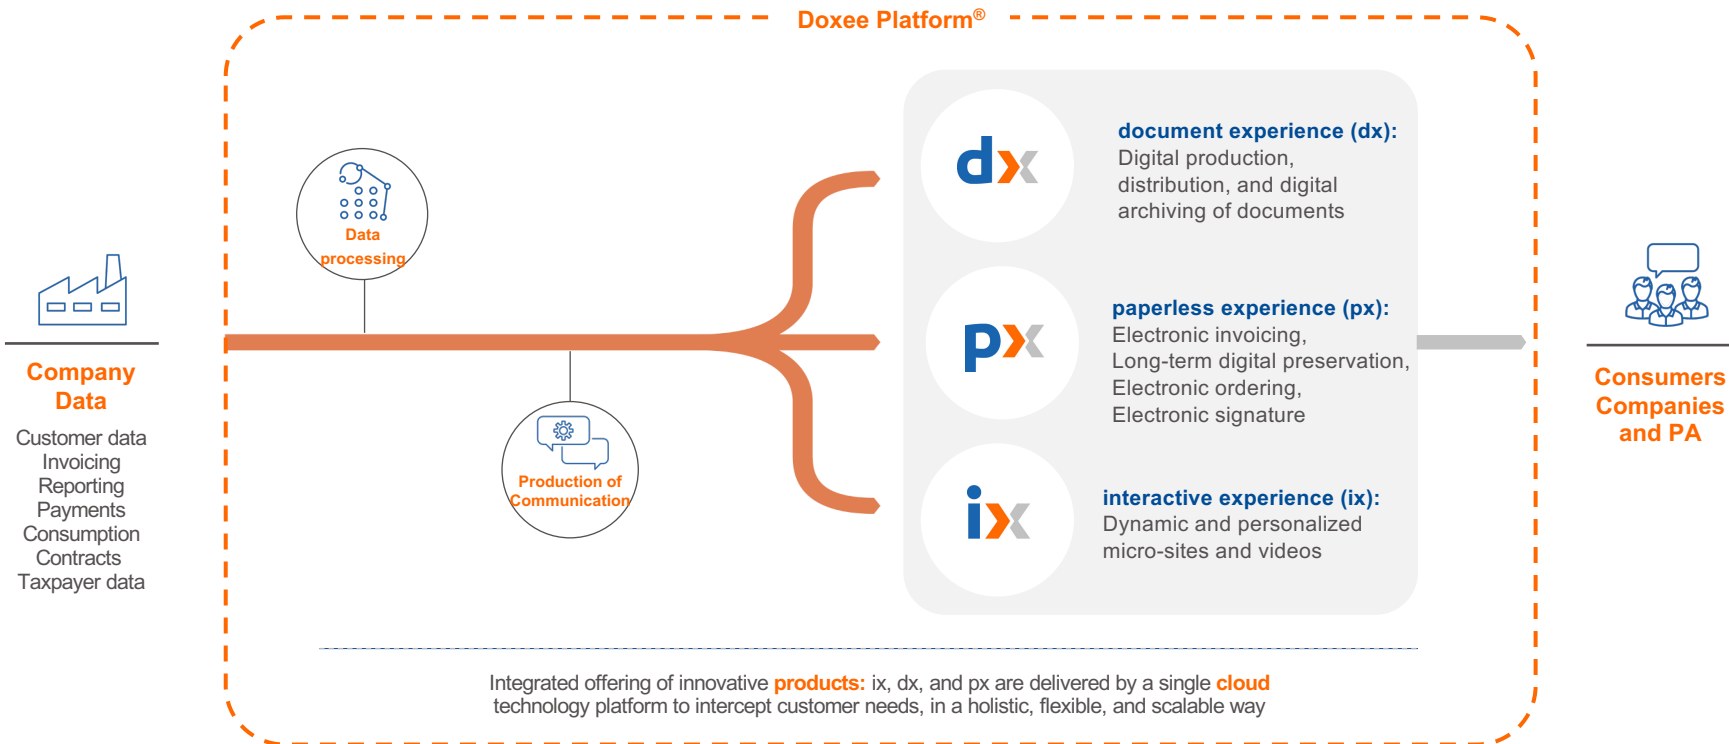 Doxee Platform®
Data
processing
Production of
Communication
Company
Data
Customer data
Invoicing
Reporting
Payments
Consumption
Contracts
Taxpayer data
dx
document experience (dx):
Digital production,
distribution, and digital
archiving of documents
px
paperless experience (px):
Electronic invoicing,
Long-term digital preservation,
Electronic ordering,
Electronic signature
ix
interactive experience (ix):
Dynamic and personalized
micro-sites and videos
Consumers
Companies
and PA
Integrated offering of innovative products: ix, dx, and px are delivered by a single cloud
technology platform to intercept customer needs, in a holistic, flexible, and scalable way